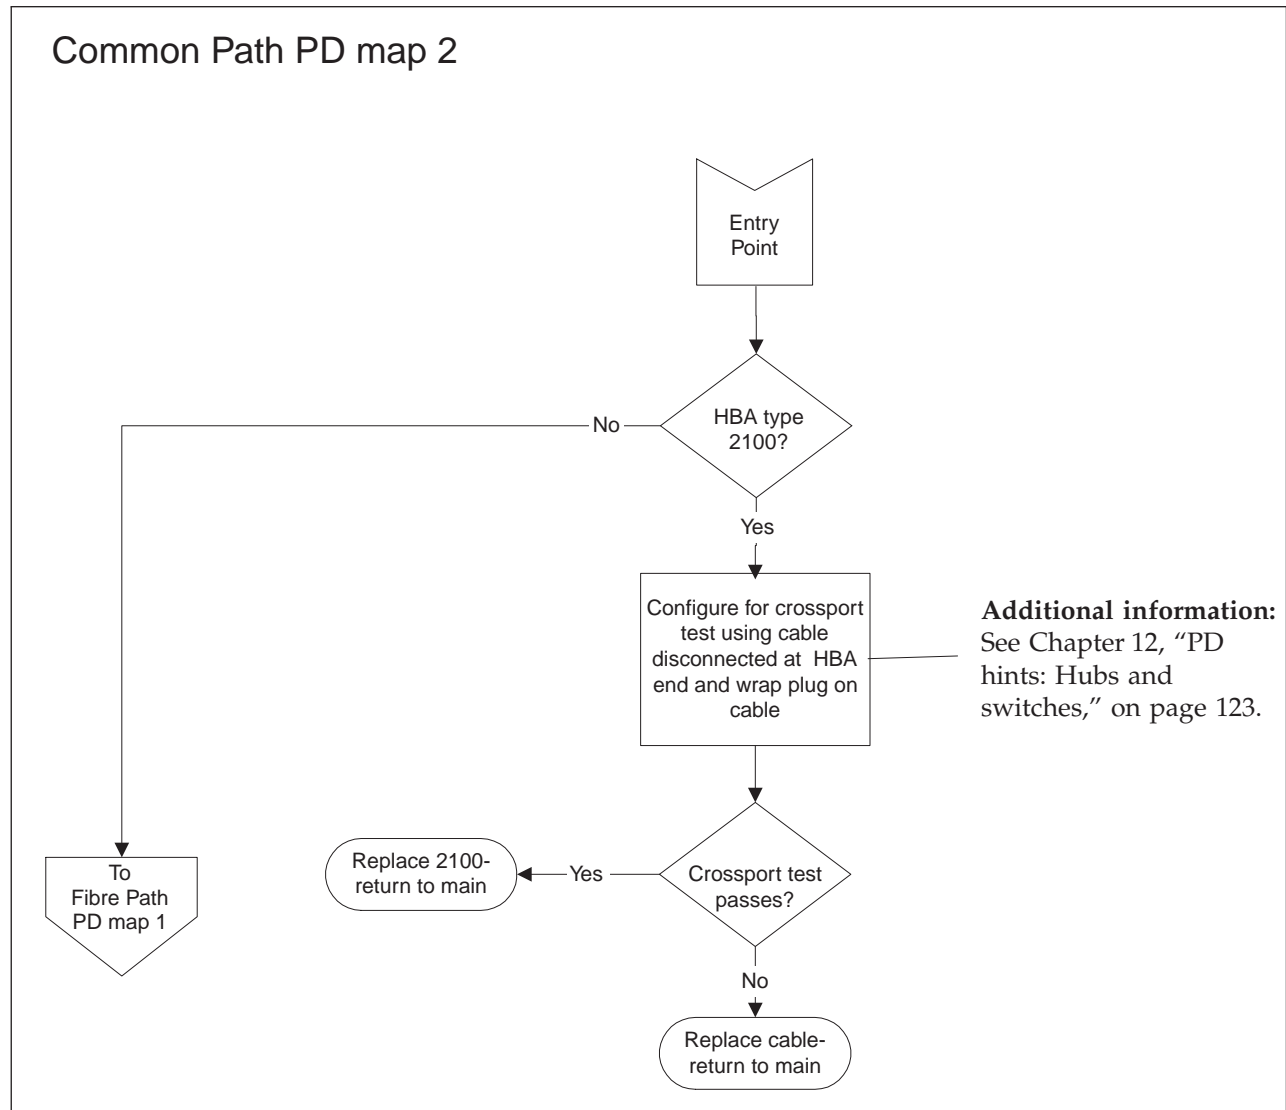 Common Path PD map 2
Entry
Point
HBA type
2100?
No
Yes
Configure for crossport
test using cable
disconnected at HBA
end and wrap plug on
cable
Additional information:
See Chapter 12, “PD
hints: Hubs and
switches,” on page 123.
Crossport test
passes?
Yes
Replace 2100-
return to main
To
Fibre Path
PD map 1
No
Replace cable-
return to main